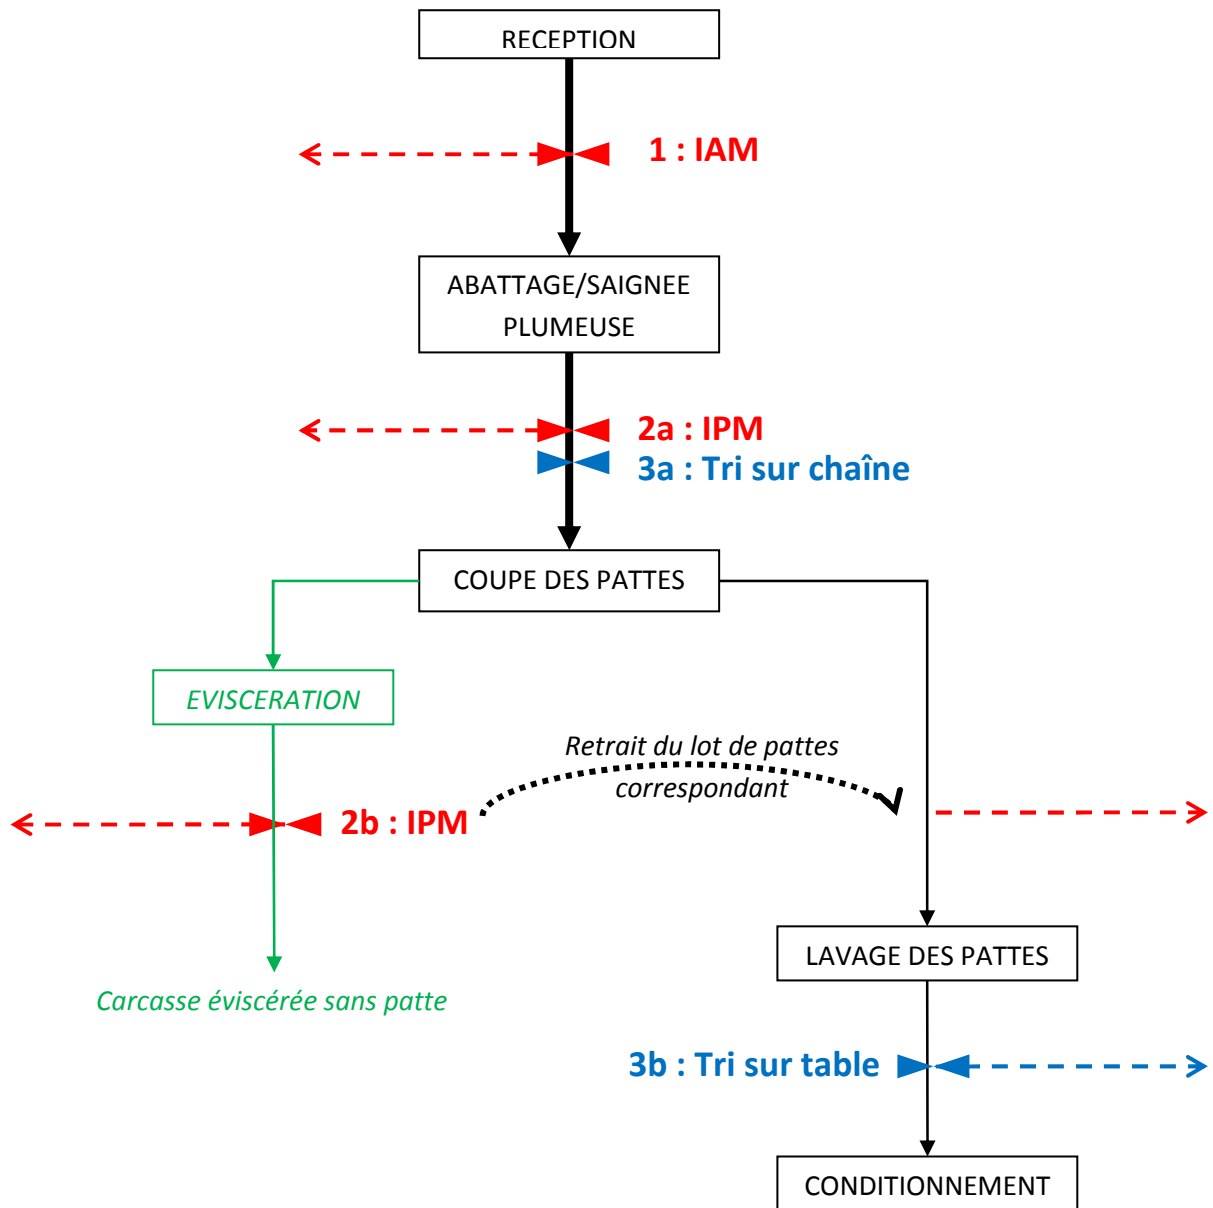 RECEPTION
1 : IAM
ABATTAGE/SAIGNEE
PLUMEUSE
2a : IPM
3a : Tri sur chaîne
COUPE DES PATTES
EVISCERATION
Retrait du lot de pattes
correspondant
2b : IPM
LAVAGE DES PATTES
Carcasse éviscérée sans patte
3b : Tri sur table
CONDITIONNEMENT